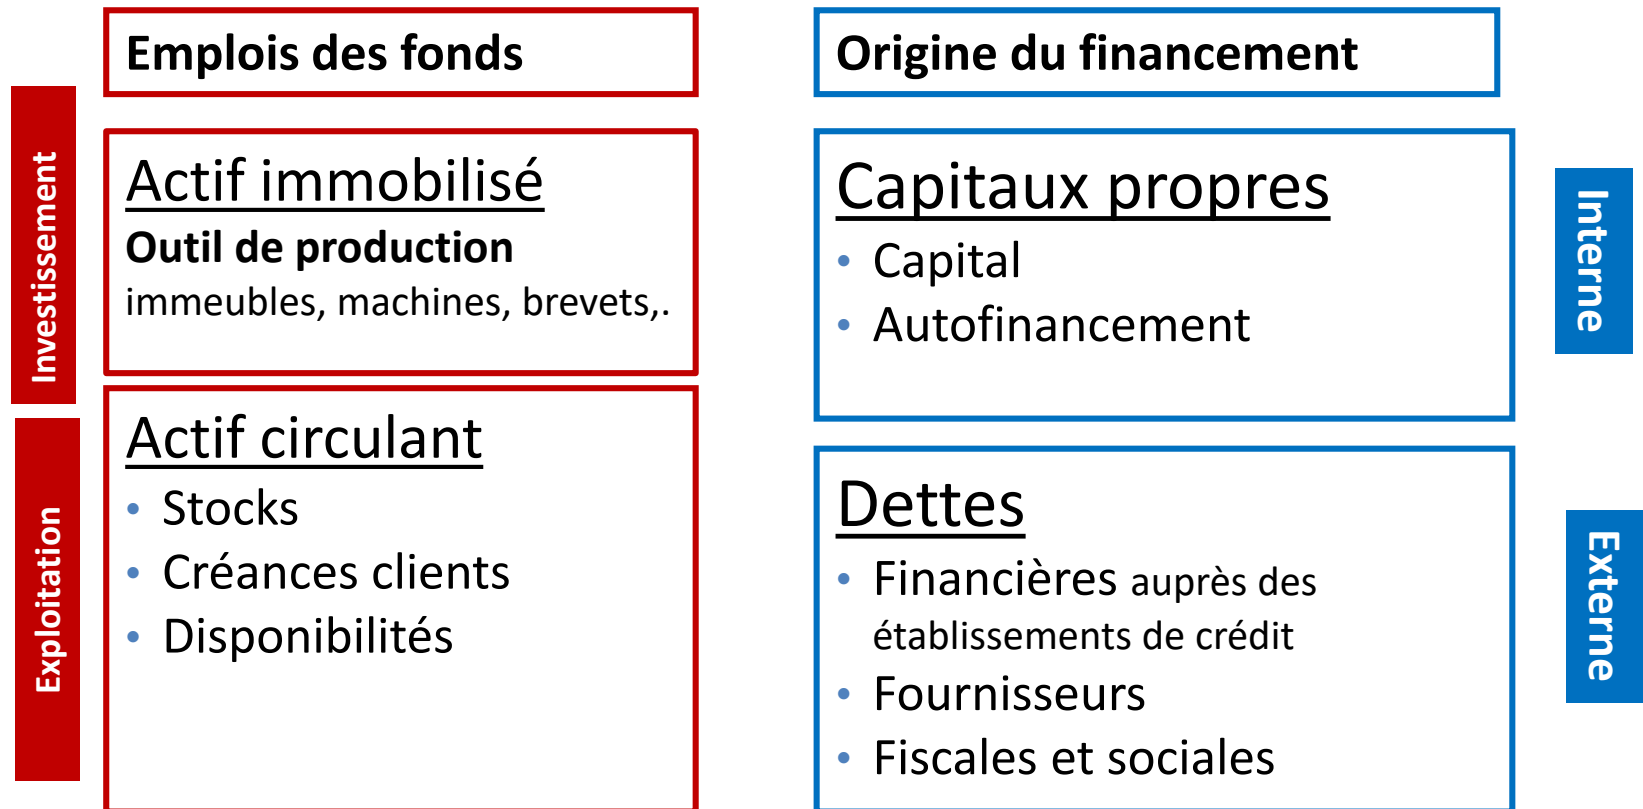 Emplois des fonds
Origine du financement
Investissement
Actif immobilisé
Outil de production
immeubles, machines, brevets,.
Exploitation
Actif circulant
• Stocks
• Créances clients
• Disponibilités
Capitaux propres
• Capital
• Autofinancement
Interne
Dettes
• Financières auprès des
établissements de crédit
• Fournisseurs
• Fiscales et sociales
Externe